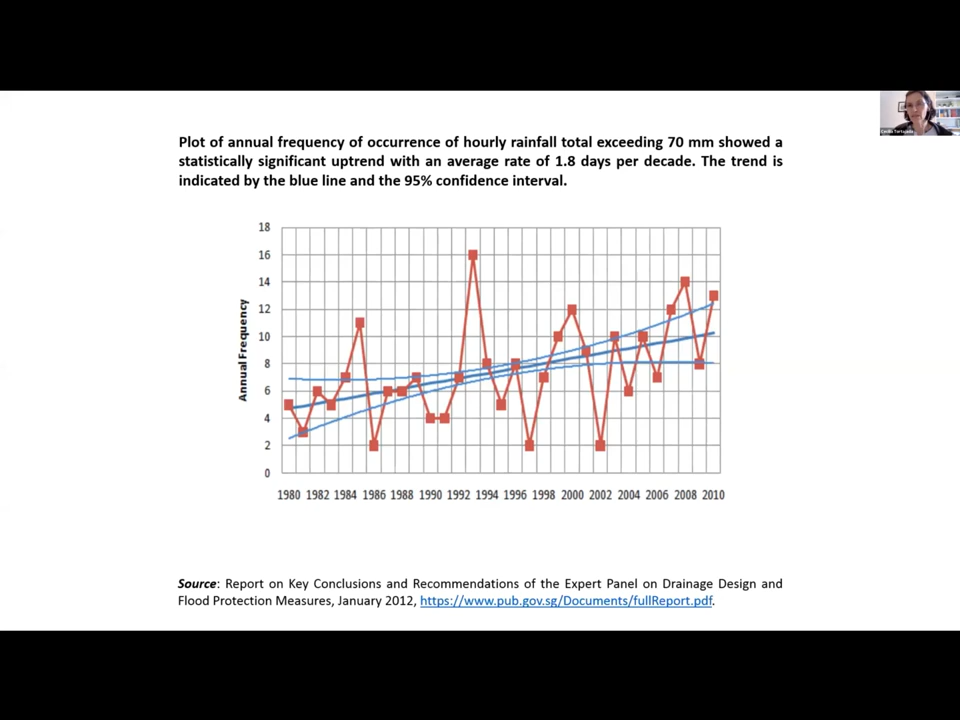 Plot of annual frequency of occurrence of hourly rainfall total exceeding 70 mm showed a
statistically significant uptrend with an average rate of 1.8 days per decade. The trend is
indicated by the blue line and the 95% confidence interval.
Cecilia Tortajada
Annual Frequency
18
16
14
12
10
8
6
4
2
0
1980 1982 1984 1986 1988 1990 1992 1994 1996 1998 2000 2002 2004 2006 2008 2010
Source: Report on Key Conclusions and Recommendations of the Expert Panel on Drainage Design and
Flood Protection Measures, January 2012, https://www.pub.gov.sg/Documents/fullReport.pdf.